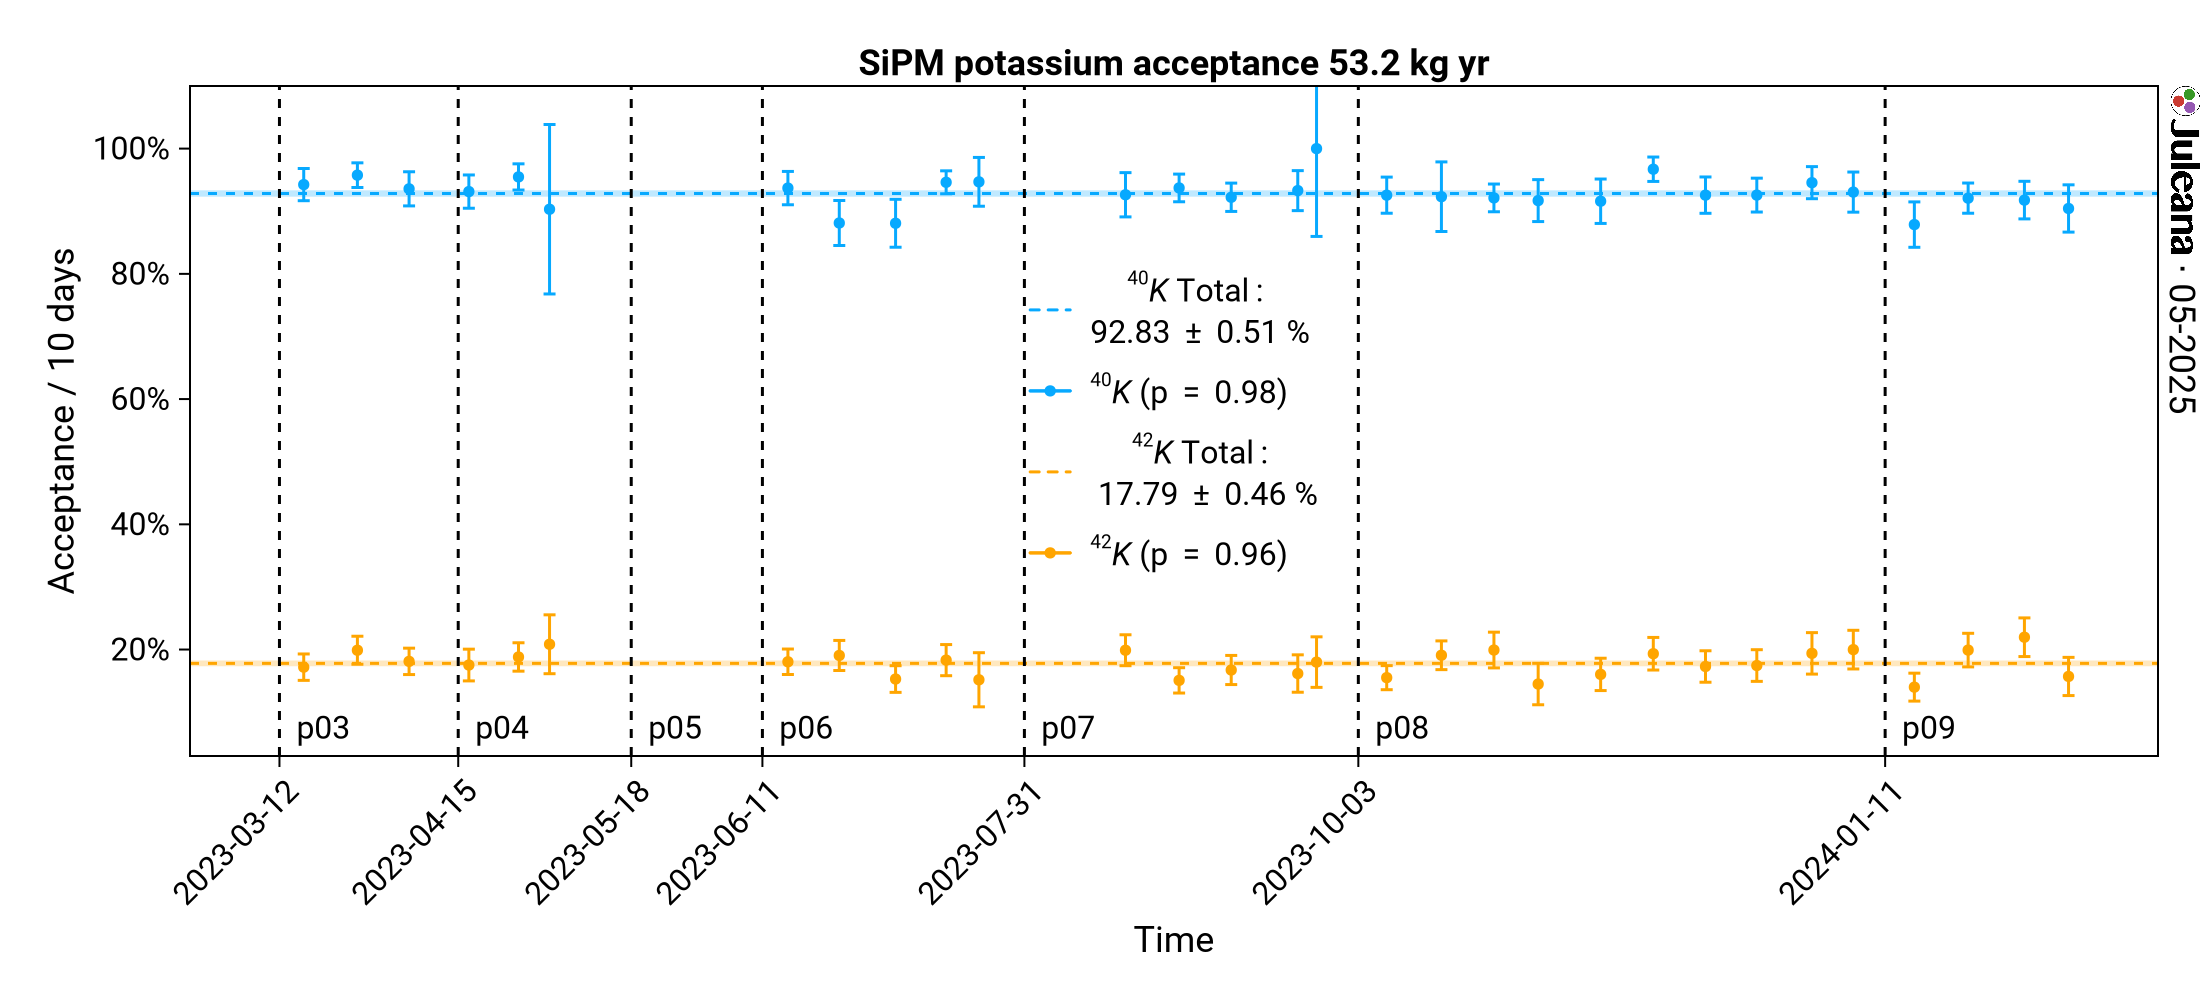 SiPM potassium acceptance 53.2 kg yr
100%
80%
60%
40%
20%
Acceptance / 10 days
⁴⁰K Total :
92.83 ± 0.51 %
⁴⁰K (p = 0.98)
⁴²K Total :
17.79 ± 0.46 %
⁴²K (p = 0.96)
p03
p04
p05
p06
p07
p08
p09
2023-03-12
2023-04-15
2023-05-18
2023-06-11
2023-07-31
2023-10-03
2024-01-11
Time
Juleana · 05-2025